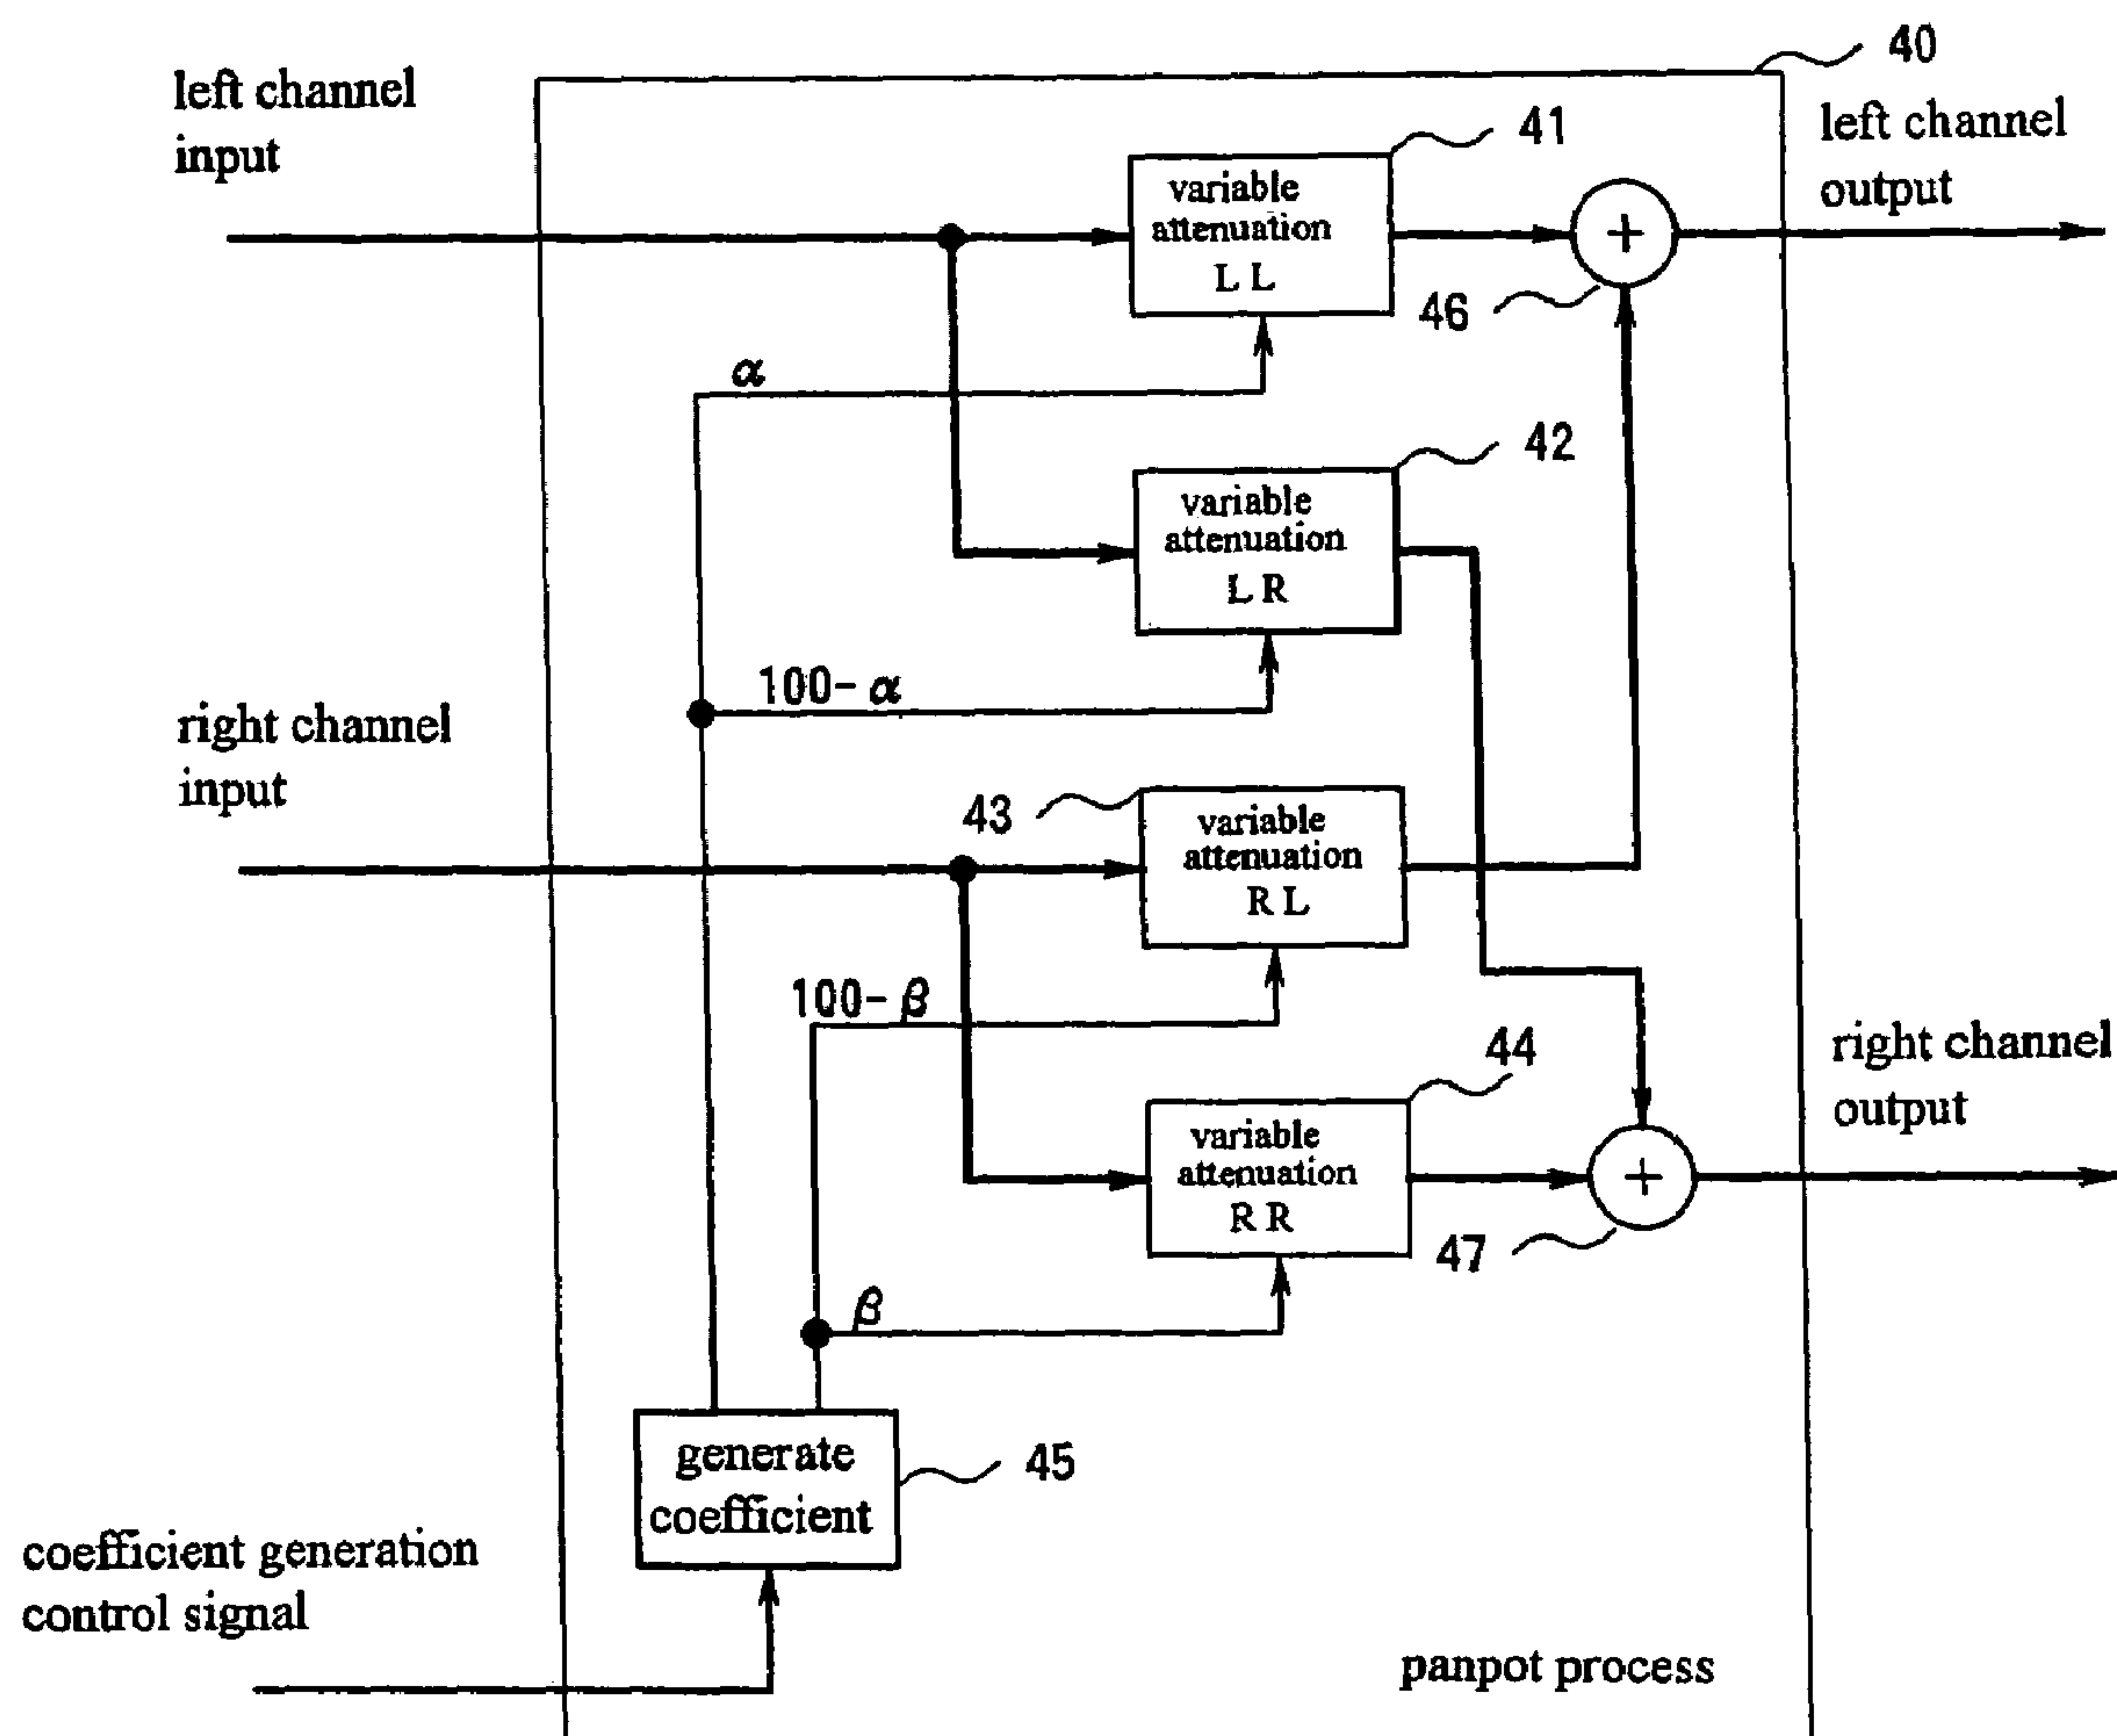 40
left channel
input
left channel
output
41
variable
attenuation
L L
+
46
α
42
variable
attenuation
L R
100-α
right channel
input
43
variable
attenuation
R L
100-β
44
right channel
output
variable
attenuation
R R
+
47
β
generate
coefficient
45
coefficient generation
control signal
panpot process